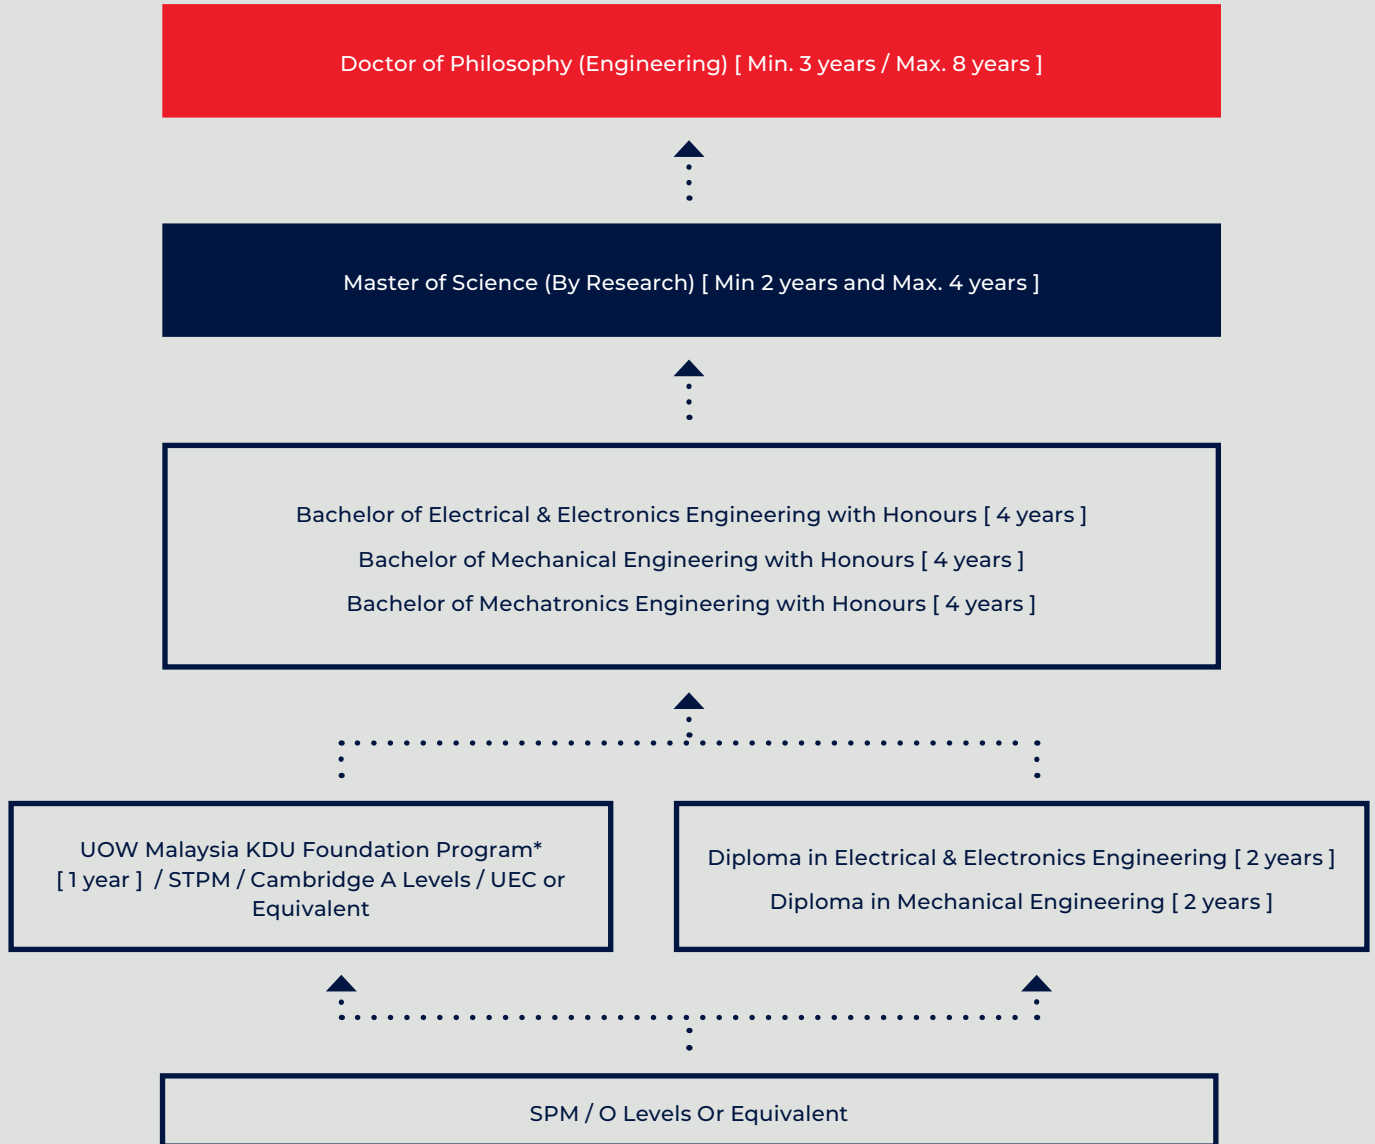 Doctor of Philosophy (Engineering) [ Min. 3 years / Max. 8 years ]
Master of Science (By Research) [ Min 2 years and Max. 4 years ]
Bachelor of Electrical & Electronics Engineering with Honours [ 4 years ]
Bachelor of Mechanical Engineering with Honours [ 4 years ]
Bachelor of Mechatronics Engineering with Honours [ 4 years ]
UOW Malaysia KDU Foundation Program*
[ 1 year ] / STPM / Cambridge A Levels / UEC or
Equivalent
Diploma in Electrical & Electronics Engineering [ 2 years ]
Diploma in Mechanical Engineering [ 2 years ]
SPM / O Levels Or Equivalent